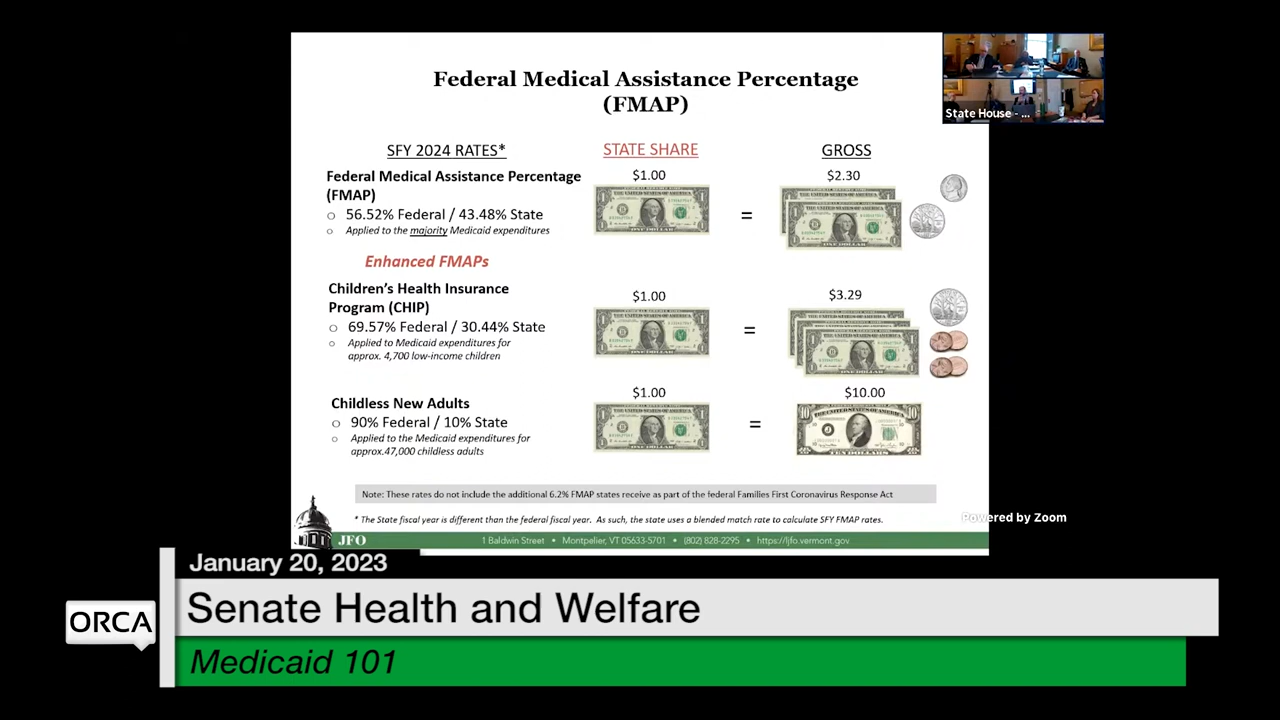 Federal Medical Assistance Percentage
(FMAP)
State House - ...
SFY 2024 RATES*
STATE SHARE
GROSS
Federal Medical Assistance Percentage
(FMAP)
$1.00
$2.30
=
o 56.52% Federal / 43.48% State
o Applied to the majority Medicaid expenditures
Enhanced FMAPs
Children's Health Insurance
Program (CHIP)
$1.00
$3.29
=
o 69.57% Federal / 30.44% State
o Applied to Medicaid expenditures for
approx. 4,700 low-income children
Childless New Adults
$1.00
$10.00
=
o 90% Federal / 10% State
o Applied to the Medicaid expenditures for
approx.47,000 childless adults
Note: These rates do not include the additional 6.2% FMAP states receive as part of the federal Families First Coronavirus Response Act
* The State fiscal year is different than the federal fiscal year. As such, the state uses a blended match rate to calculate SFY FMAP rates.
Powered by Zoom
JFO
1 Baldwin Street • Montpelier, VT 05633-5701 • (802) 828-2295 • https://ljfo.vermont.gov
January 20, 2023
ORCA
Senate Health and Welfare
Medicaid 101